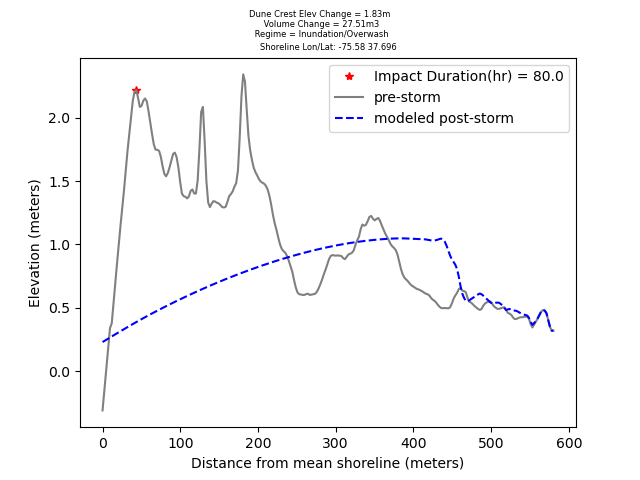 Dune Crest Elev Change = 1.83m
Volume Change = 27.51m3
Regime = Inundation/Overwash
Shoreline Lon/Lat: -75.58 37.696
Impact Duration(hr) = 80.0
pre-storm
modeled post-storm
Elevation (meters)
2.0
1.5
1.0
0.5
0.0
0 100 200 300 400 500 600
Distance from mean shoreline (meters)